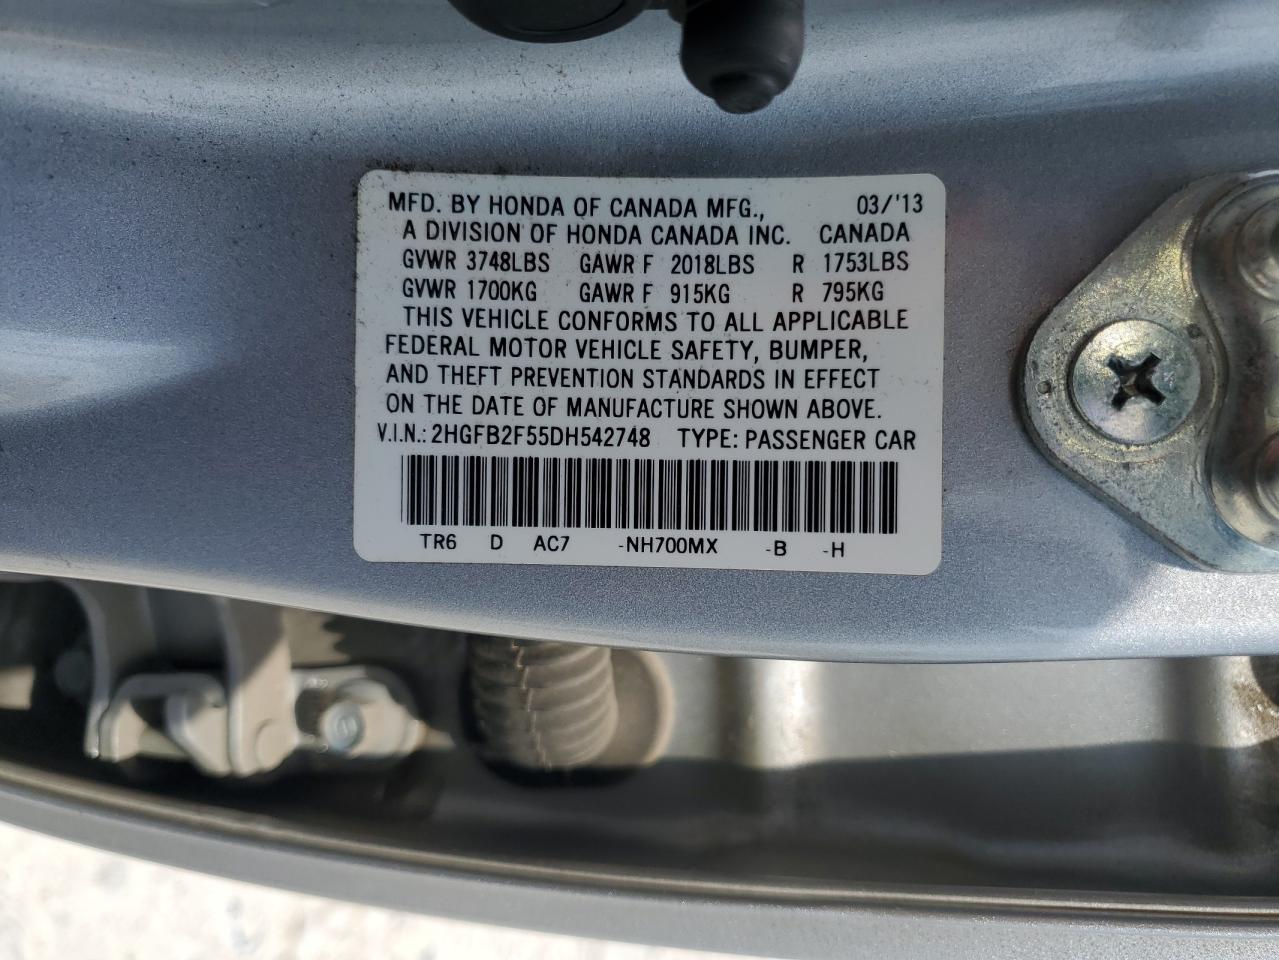 MFD. BY HONDA OF CANADA MFG., 03/'13
A DIVISION OF HONDA CANADA INC. CANADA
GVWR 3748LBS GAWR F 2018LBS R 1753LBS
GVWR 1700KG GAWR F 915KG R 795KG
THIS VEHICLE CONFORMS TO ALL APPLICABLE
FEDERAL MOTOR VEHICLE SAFETY, BUMPER,
AND THEFT PREVENTION STANDARDS IN EFFECT
ON THE DATE OF MANUFACTURE SHOWN ABOVE.
V.I.N.: 2HGFB2F55DH542748 TYPE: PASSENGER CAR
TR6 D AC7 -NH700MX -B -H